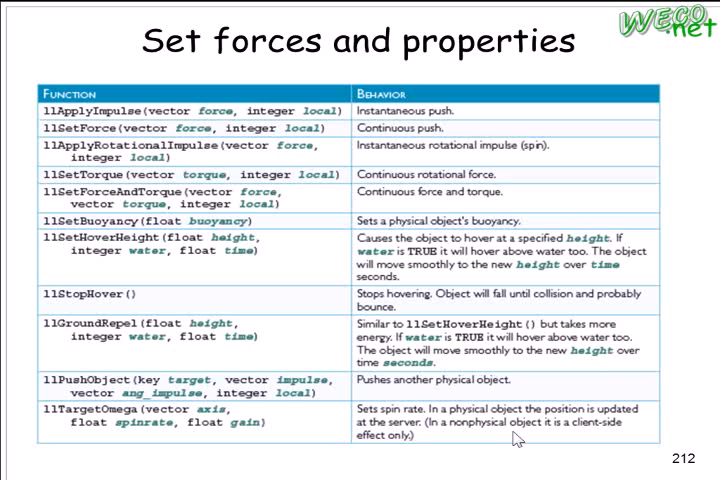 WECO
.net
Set forces and properties
FUNCTION BEHAVIOR
llApplyImpulse(vector force, integer local) Instantaneous push.
llSetForce(vector force, integer local) Continuous push.
llApplyRotationalImpulse(vector force, Instantaneous rotational impulse (spin).
integer local)
llSetTorque(vector torque, integer local) Continuous rotational force.
llSetForceAndTorque(vector force, Continuous force and torque.
vector torque, integer local)
llSetBuoyancy(float buoyancy) Sets a physical object's buoyancy.
llSetHoverHeight(float height, Causes the object to hover at a specified height. If
integer water, float time) water is TRUE it will hover above water too. The object
will move smoothly to the new height over time
seconds.
llStopHover() Stops hovering. Object will fall until collision and probably
bounce.
llGroundRepel(float height, Similar to llSetHoverHeight() but takes more
integer water, float time) energy. If water is TRUE it will hover above water too.
The object will move smoothly to the new height over
time seconds.
llPushObject(key target, vector impulse, Pushes another physical object.
vector ang_impulse, integer local)
llTargetOmega(vector axis, Sets spin rate. In a physical object the position is updated
float spinrate, float gain) at the server. (In a nonphysical object it is a client-side
effect only.)
212